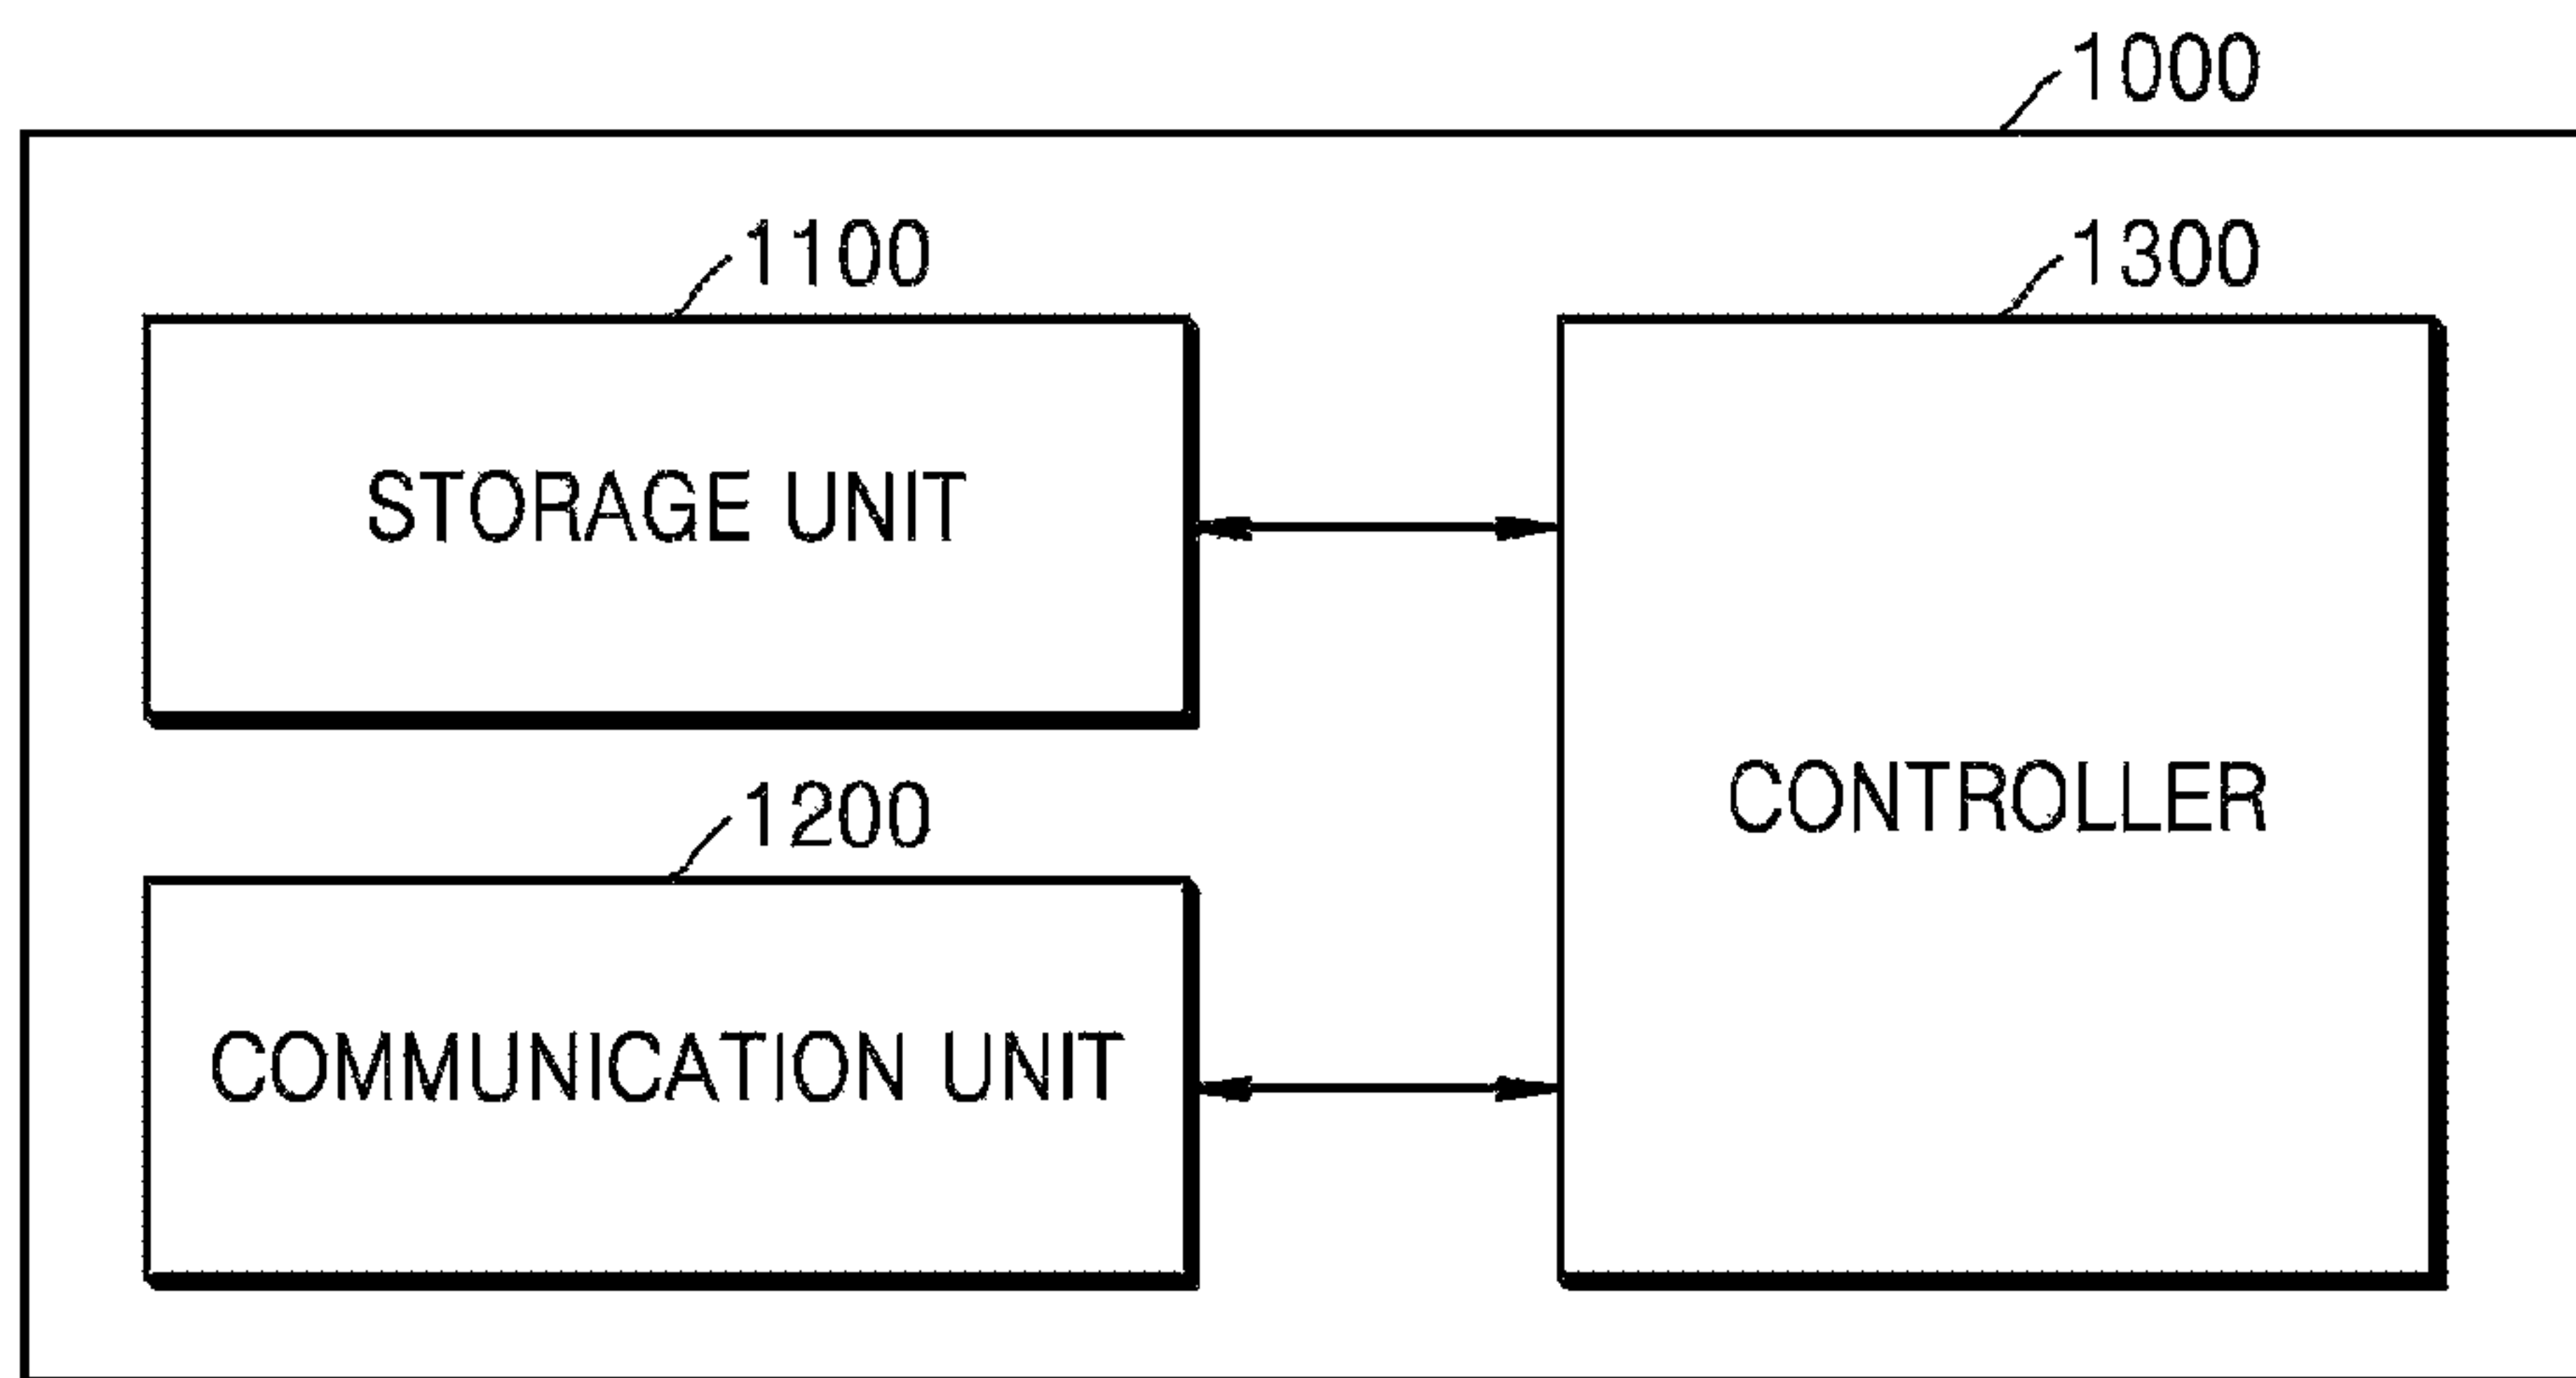 1000
1100
1300
STORAGE UNIT
CONTROLLER
1200
COMMUNICATION UNIT